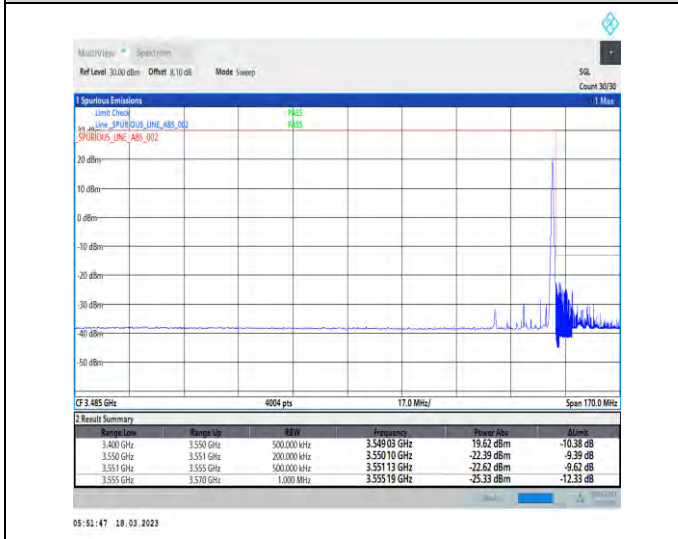 MultiView Spectrum
Ref Level 30.00 dBm Offset 8.10 dB Mode Sweep SGL
Count 30/30
1 Spurious Emissions 1 Max
Limit Check PASS
Line _SPURIOUS_LINE_ABS_002 PASS
30 dBm
_SPURIOUS_LINE_ABS_002
20 dBm
10 dBm
0 dBm
-10 dBm
-20 dBm
-30 dBm
-40 dBm
-50 dBm
CF 3.485 GHz 4004 pts 17.0 MHz/ Span 170.0 MHz
2 Result Summary
Range Low Range Up RBW Frequency Power Abs ΔLimit
3.400 GHz 3.550 GHz 500.000 kHz 3.549 03 GHz 19.62 dBm -10.38 dB
3.550 GHz 3.551 GHz 200.000 kHz 3.550 10 GHz -22.39 dBm -9.39 dB
3.551 GHz 3.555 GHz 500.000 kHz 3.551 13 GHz -22.62 dBm -9.62 dB
3.555 GHz 3.570 GHz 1.000 MHz 3.555 19 GHz -25.33 dBm -12.33 dB
05:51:47 18.03.2023